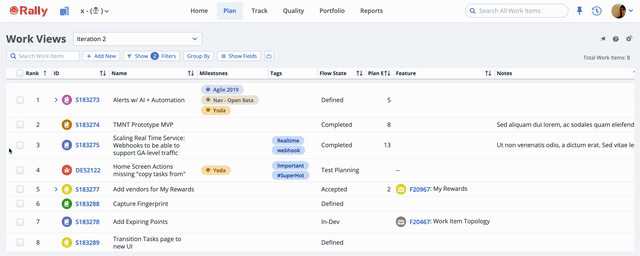 Rally x - ( ) Home Plan Track Quality Portfolio Reports Search All Work Items
Work Views Iteration 2
Search Work Items Add New Show 2 Filters Group By Show Fields Total Work Items: 8
Rank ID Name Milestones Tags Flow State Plan E Feature Notes
1 S183273 Alerts w/ AI + Automation Agile 2019 Defined 5
Nav - Open Beta
Yoda
2 S183274 TMNT Prototype MVP Completed 8 Sed aliquam dui lorem, ac sodales quam eleifend
3 S183275 Scaling Real Time Service: Realtime Completed 13 Ut non venenatis odio, a dictum erat. Sed vitae
Webhooks to be able to webhook
support GA-level traffic
4 DE52122 Home Screen Actions Yoda !important Test Planning --
missing "copy tasks from" #SuperHot
5 S183277 Add vendors for My Rewards Accepted 2 F20967: My Rewards
6 S183288 Capture Fingerprint Defined
7 S183278 Add Expiring Points In-Dev F20467: Work Item Topology
8 S183289 Transition Tasks page to Defined
new UI